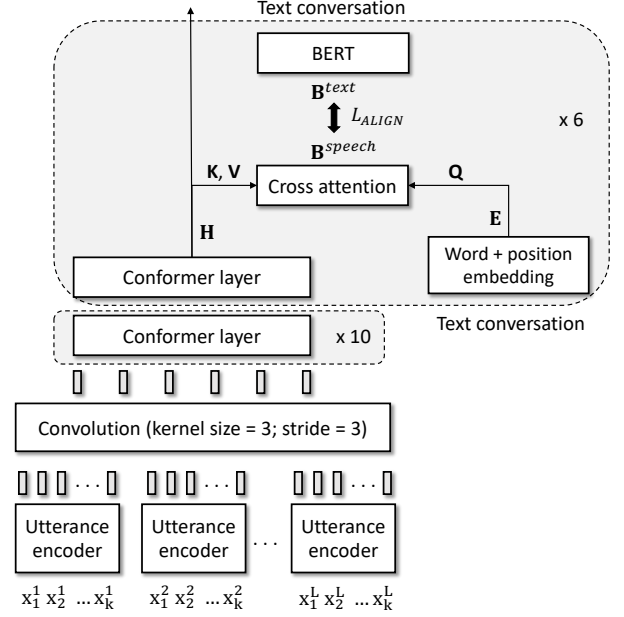 Text conversation
BERT
B^text
L_ALIGN
x 6
B^speech
K, V
Q
Cross attention
H
E
Conformer layer
Word + position
embedding
Text conversation
Conformer layer
x 10
Convolution (kernel size = 3; stride = 3)
. . .
. . .
. . .
Utterance
encoder
Utterance
encoder
. . .
Utterance
encoder
x_1^1 x_2^1 ... x_k^1
x_1^2 x_2^2 ... x_k^2
x_1^L x_2^L ... x_k^L